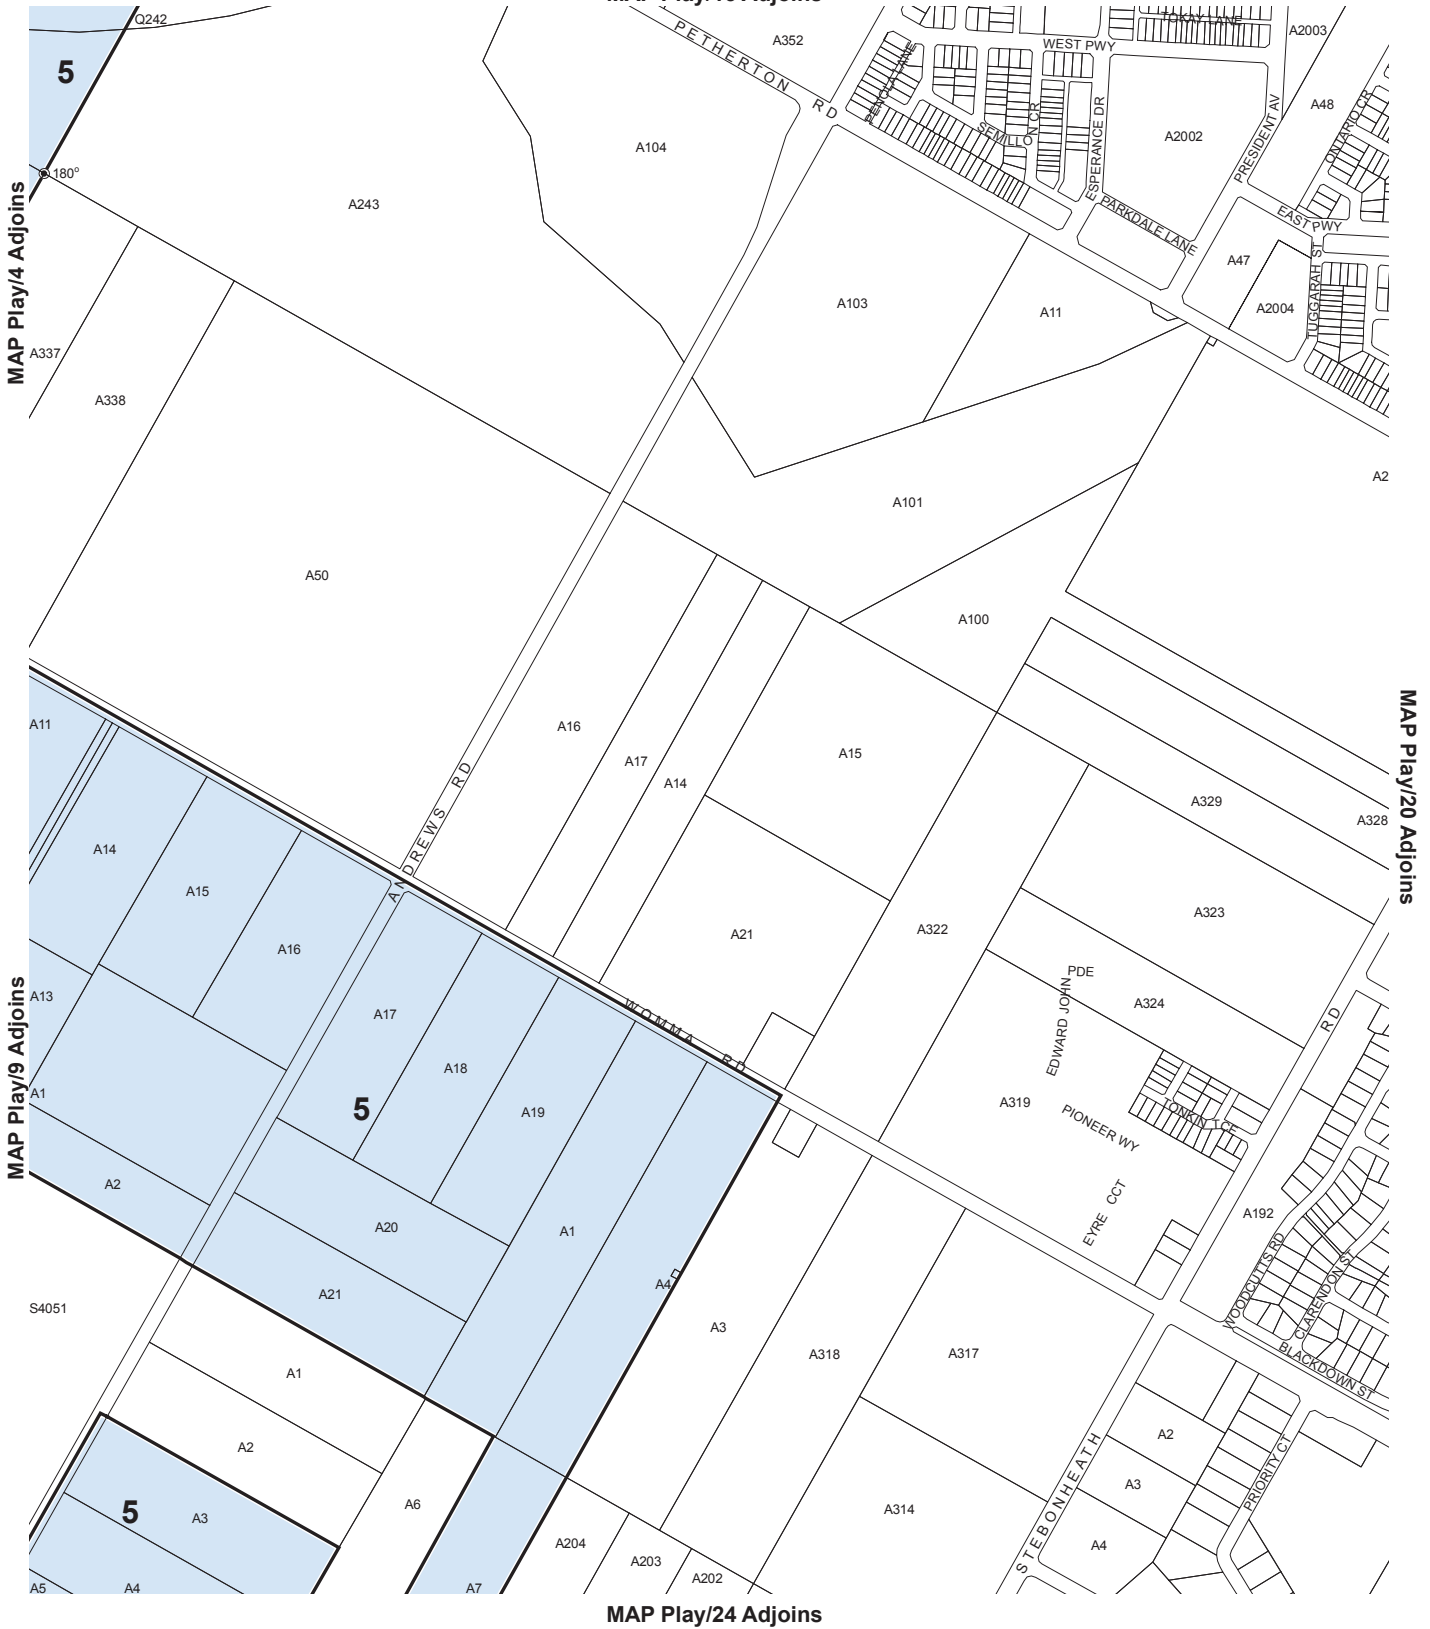 Q242
PETHERTON RD
A352
WEST PWY
TOKAY LANE
A2003
5
PENOLA LANE
SEMILLON CR
ESPERANCE DR
A2002
PRESIDENT AV
A48
ONTARIO CR
A104
180°
A243
PARKDALE LANE
EAST PWY
MAP Play/4 Adjoins
A47
TUGGARAH ST
A103
A11
A2004
A337
A338
A2
A101
A50
A100
A11
A16
A17
A14
A15
MAP Play/20 Adjoins
A329
A328
ANDREWS RD
A14
A15
A16
A21
A322
A323
MAP Play/9 Adjoins
A13
A17
WOMMA RD
EDWARD JOHN PDE
A324
RD
A18
A1
5
A19
A319
PIONEER WY
TONKIN TCE
A2
A20
A1
EYRE CCT
A192
WOODCUTTS RD
CLARENDON ST
A21
A4
S4051
A3
A318
A317
BLACKDOWN ST
A1
A2
A2
STEBONHEATH
PRIORITY CT
A3
5
A3
A6
A314
A4
A204
A203
A202
A5
A4
A7
MAP Play/24 Adjoins